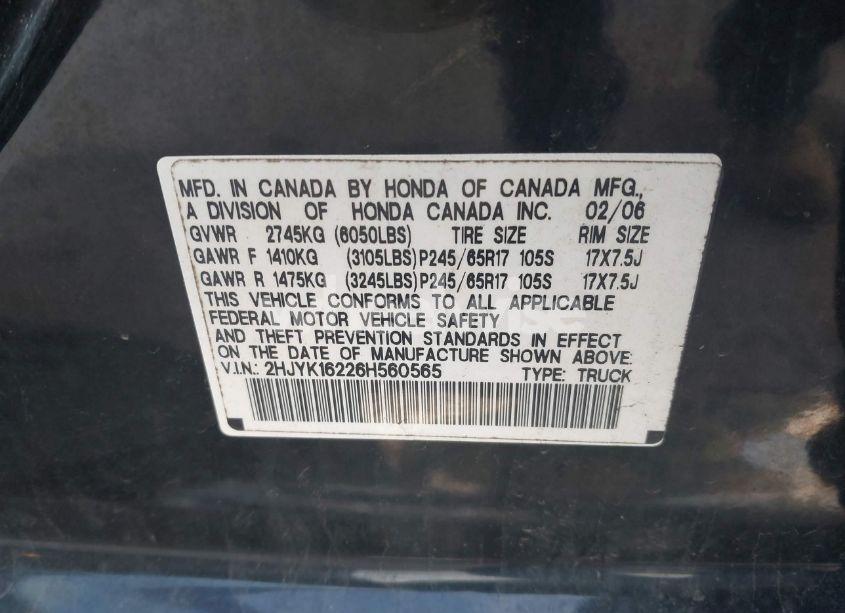 MFD. IN CANADA BY HONDA OF CANADA MFG.,
A DIVISION OF HONDA CANADA INC. 02/06
GVWR 2745KG (6050LBS) TIRE SIZE RIM SIZE
GAWR F 1410KG (3105LBS) P245/65R17 105S 17X7.5J
GAWR R 1475KG (3245LBS) P245/65R17 105S 17X7.5J
THIS VEHICLE CONFORMS TO ALL APPLICABLE
FEDERAL MOTOR VEHICLE SAFETY
AND THEFT PREVENTION STANDARDS IN EFFECT
ON THE DATE OF MANUFACTURE SHOWN ABOVE.
V.I.N.: 2HJYK16226H560565 TYPE: TRUCK